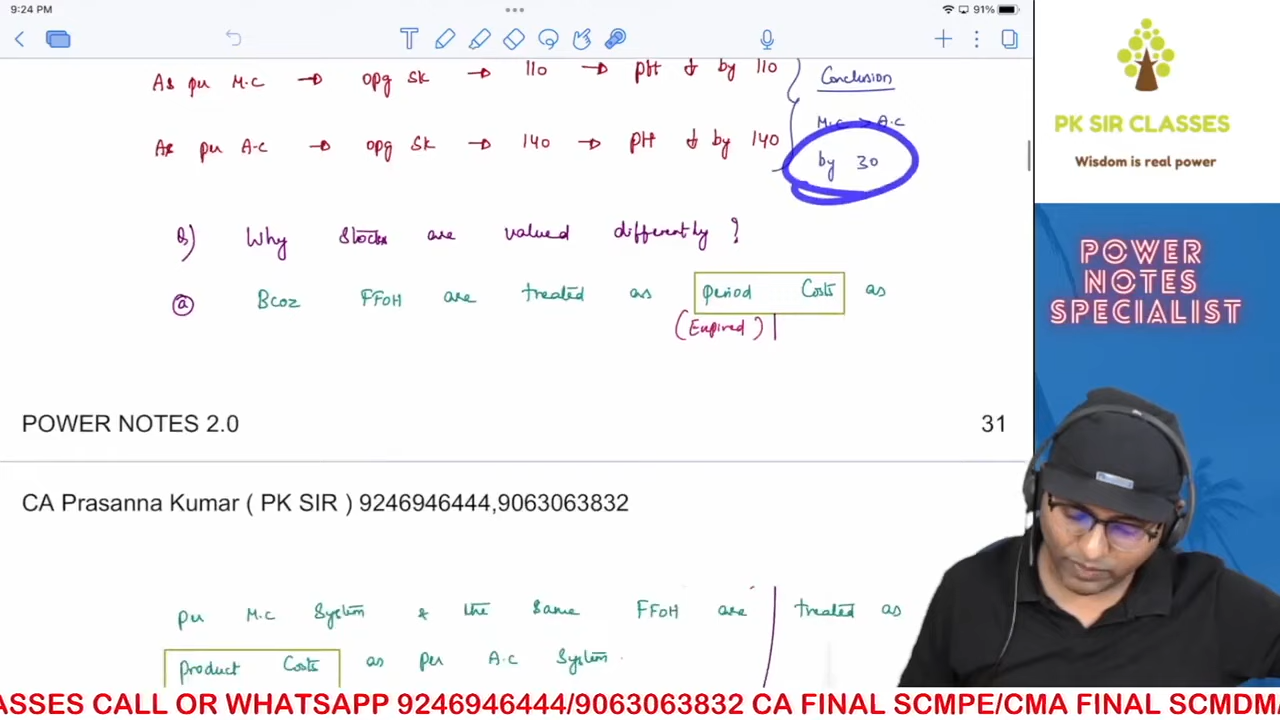 9:24 PM
91%
As per M.C → opg Sk → 110 → pft ↓ by 110
Conclusion
M.C > A.C
As per A.C → opg Sk → 140 → pft ↓ by 140
by 30
B) Why Stocks are valued differently ?
a Bcoz FFOH are treated as period Costs as
(Expired)
POWER NOTES 2.0
31
CA Prasanna Kumar ( PK SIR ) 9246946444,9063063832
per M.C System & the Same FFOH are treated as
product Costs as per A.C System
PK SIR CLASSES
Wisdom is real power
POWER
NOTES
SPECIALIST
ASSES CALL OR WHATSAPP 9246946444/9063063832 CA FINAL SCMPE/CMA FINAL SCMDMA